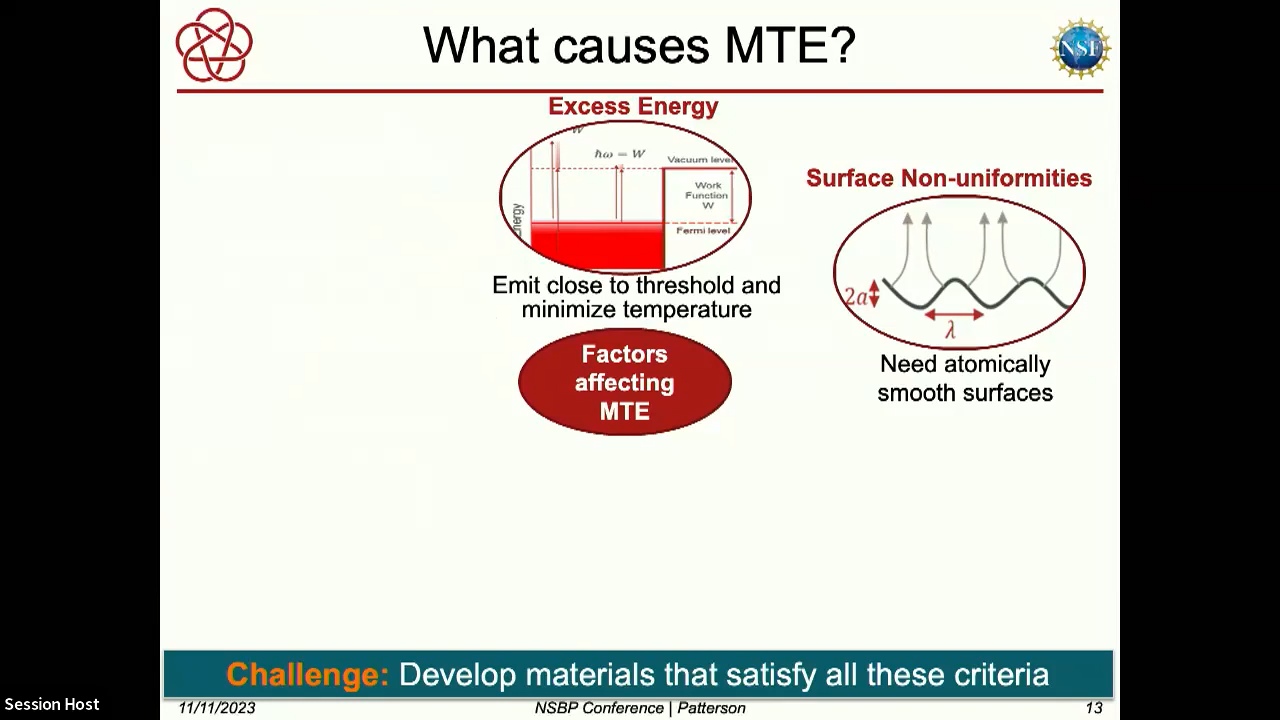 What causes MTE?
NSF
Excess Energy
W
ħω = W
Vacuum level
Work
Function
W
Energy
Fermi level
Emit close to threshold and
minimize temperature
Surface Non-uniformities
2a
λ
Need atomically
smooth surfaces
Factors
affecting
MTE
Challenge: Develop materials that satisfy all these criteria
11/11/2023
NSBP Conference | Patterson
13
Session Host